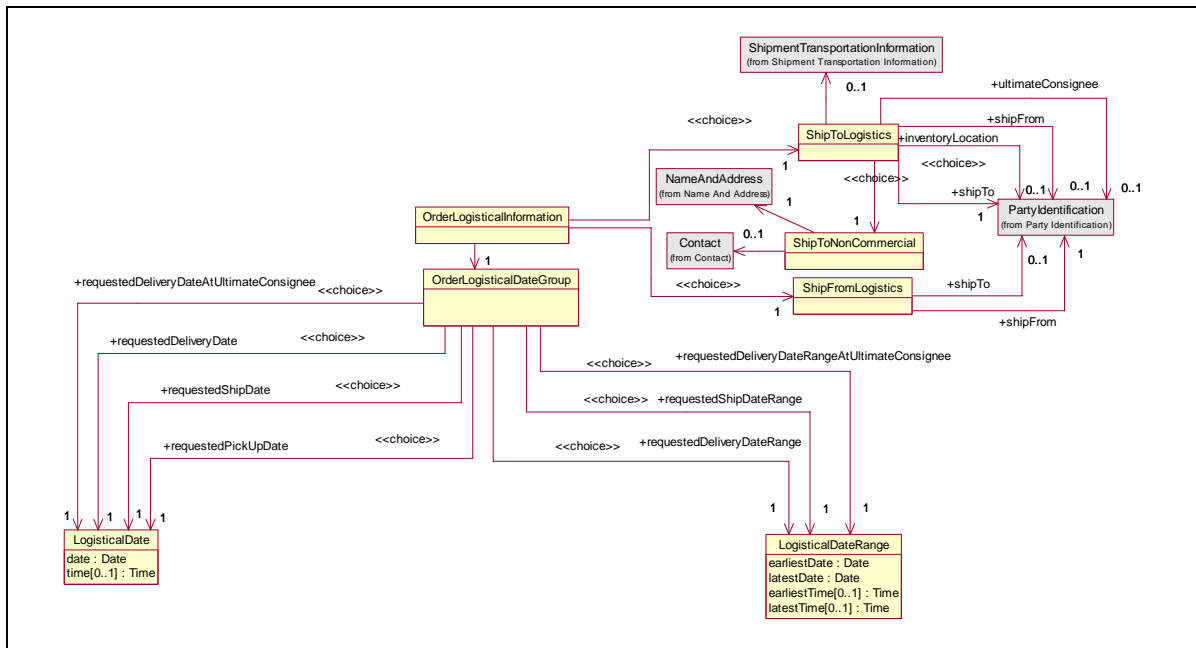 ShipmentTransportationInformation
(from Shipment Transportation Information)
0..1
+ultimateConsignee
<<choice>>
+shipFrom
ShipToLogistics
+inventoryLocation
1
<<choice>>
<<choice>>
NameAndAddress
(from Name And Address)
+shipTo
0..1
0..1
0..1
1
1
1
PartyIdentification
(from Party Identification)
OrderLogisticalInformation
Contact
(from Contact)
0..1
ShipToNonCommercial
0..1
1
1
OrderLogisticalDateGroup
+requestedDeliveryDateAtUltimateConsignee
<<choice>>
<<choice>>
1
ShipFromLogistics
+shipTo
+shipFrom
+requestedDeliveryDate
<<choice>>
<<choice>>
+requestedDeliveryDateRangeAtUltimateConsignee
+requestedShipDate
<<choice>>
<<choice>>
+requestedShipDateRange
+requestedPickUpDate
<<choice>>
<<choice>>
+requestedDeliveryDateRange
1
1
1
1
1
1
1
LogisticalDate
date : Date
time[0..1] : Time
LogisticalDateRange
earliestDate : Date
latestDate : Date
earliestTime[0..1] : Time
latestTime[0..1] : Time